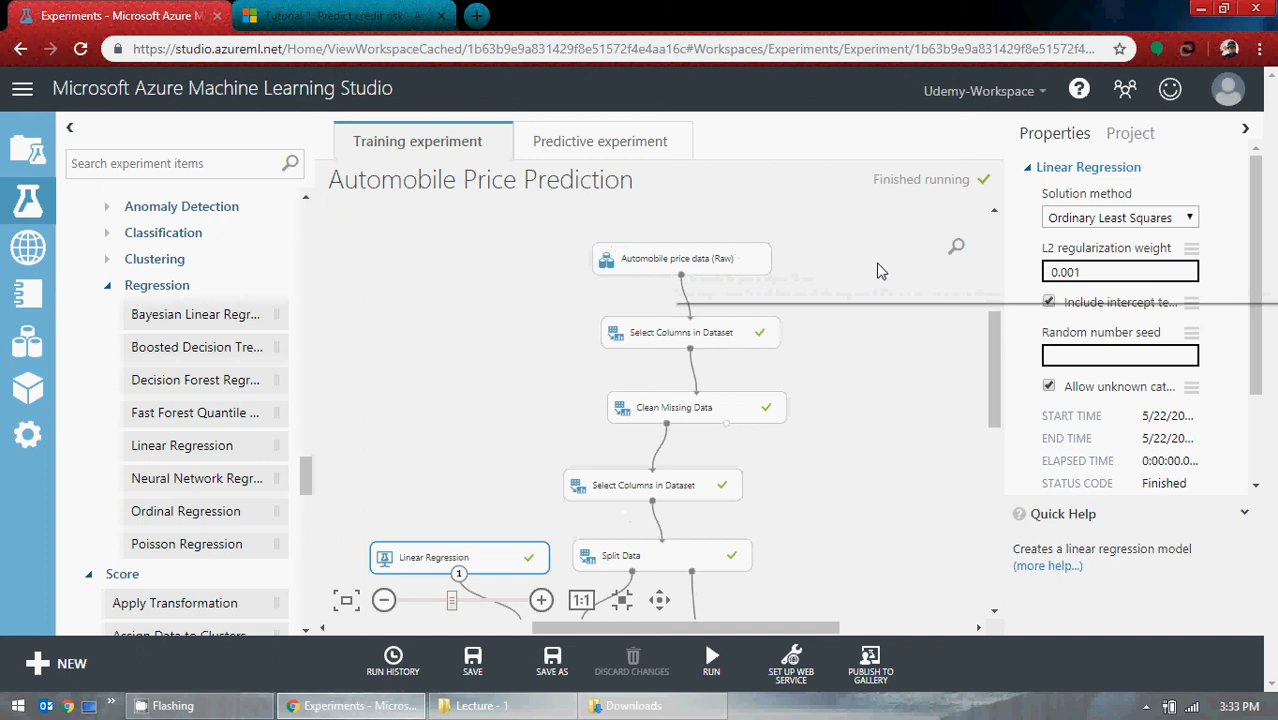 Experiments - Microsoft Azure M
Tutorial 1: Predict credit risk - A
https://studio.azureml.net/Home/ViewWorkspaceCached/1b63b9e9a831429f8e51572f4e4aa16c#Workspaces/Experiments/Experiment/1b63b9e9a831429f8e51572f4...
Microsoft Azure Machine Learning Studio
Udemy-Workspace
Search experiment items
Training experiment
Predictive experiment
Properties
Project
Automobile Price Prediction
Finished running
Anomaly Detection
Classification
Clustering
Regression
Bayesian Linear Regr...
Boosted Decision Tre...
Decision Forest Regr...
Fast Forest Quantile ...
Linear Regression
Neural Network Regr...
Ordinal Regression
Poisson Regression
Score
Apply Transformation
Assign Data to Clusters
Automobile price data (Raw)
Select Columns in Dataset
Clean Missing Data
Select Columns in Dataset
Linear Regression
Split Data
1
1:1
Linear Regression
Solution method
Ordinary Least Squares
L2 regularization weight
0.001
Include intercept te...
Random number seed
Allow unknown cat...
START TIME 5/22/20...
END TIME 5/22/20...
ELAPSED TIME 0:00:00.0...
STATUS CODE Finished
Quick Help
Creates a linear regression model
(more help...)
NEW
RUN HISTORY
SAVE
SAVE AS
DISCARD CHANGES
RUN
SET UP WEB
SERVICE
PUBLISH TO
GALLERY
Flashing
Experiments - Micros...
Lecture - 1
Downloads
3:33 PM